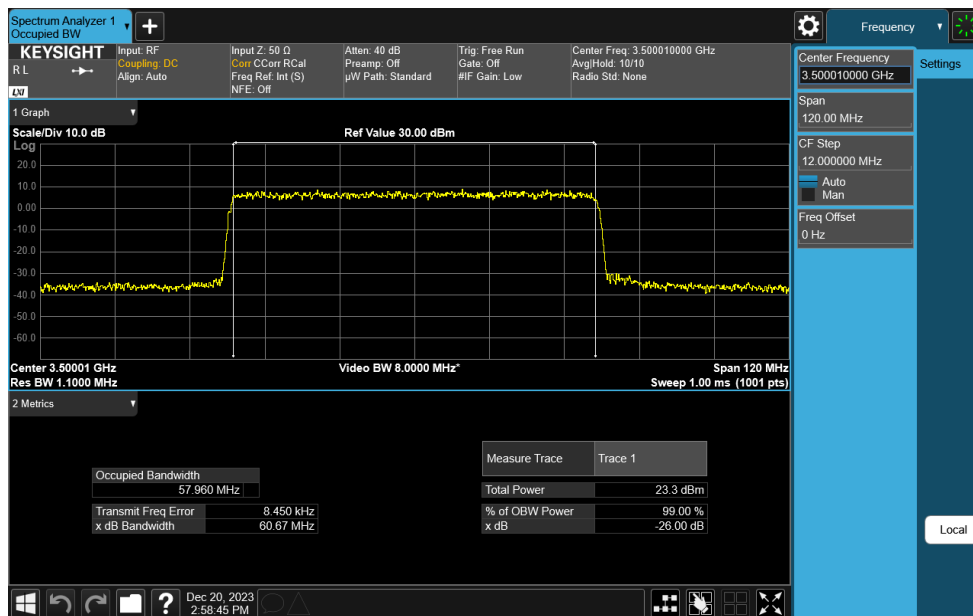 Spectrum Analyzer 1
Occupied BW
+
Frequency
KEYSIGHT
R L
LXI
Input: RF
Coupling: DC
Align: Auto
Input Z: 50 Ω
Corr CCorr RCal
Freq Ref: Int (S)
NFE: Off
Atten: 40 dB
Preamp: Off
µW Path: Standard
Trig: Free Run
Gate: Off
#IF Gain: Low
Center Freq: 3.500010000 GHz
Avg|Hold: 10/10
Radio Std: None
Center Frequency
3.500010000 GHz
Settings
Span
120.00 MHz
CF Step
12.000000 MHz
Auto
Man
Freq Offset
0 Hz
Local
1 Graph
Scale/Div 10.0 dB
Ref Value 30.00 dBm
Log
20.0
10.0
0.00
-10.0
-20.0
-30.0
-40.0
-50.0
-60.0
Center 3.50001 GHz
Video BW 8.0000 MHz*
Span 120 MHz
Res BW 1.1000 MHz
Sweep 1.00 ms (1001 pts)
2 Metrics
Occupied Bandwidth
57.960 MHz
Transmit Freq Error 8.450 kHz
x dB Bandwidth 60.67 MHz
Measure Trace Trace 1
Total Power 23.3 dBm
% of OBW Power 99.00 %
x dB -26.00 dB
?
Dec 20, 2023
2:58:45 PM